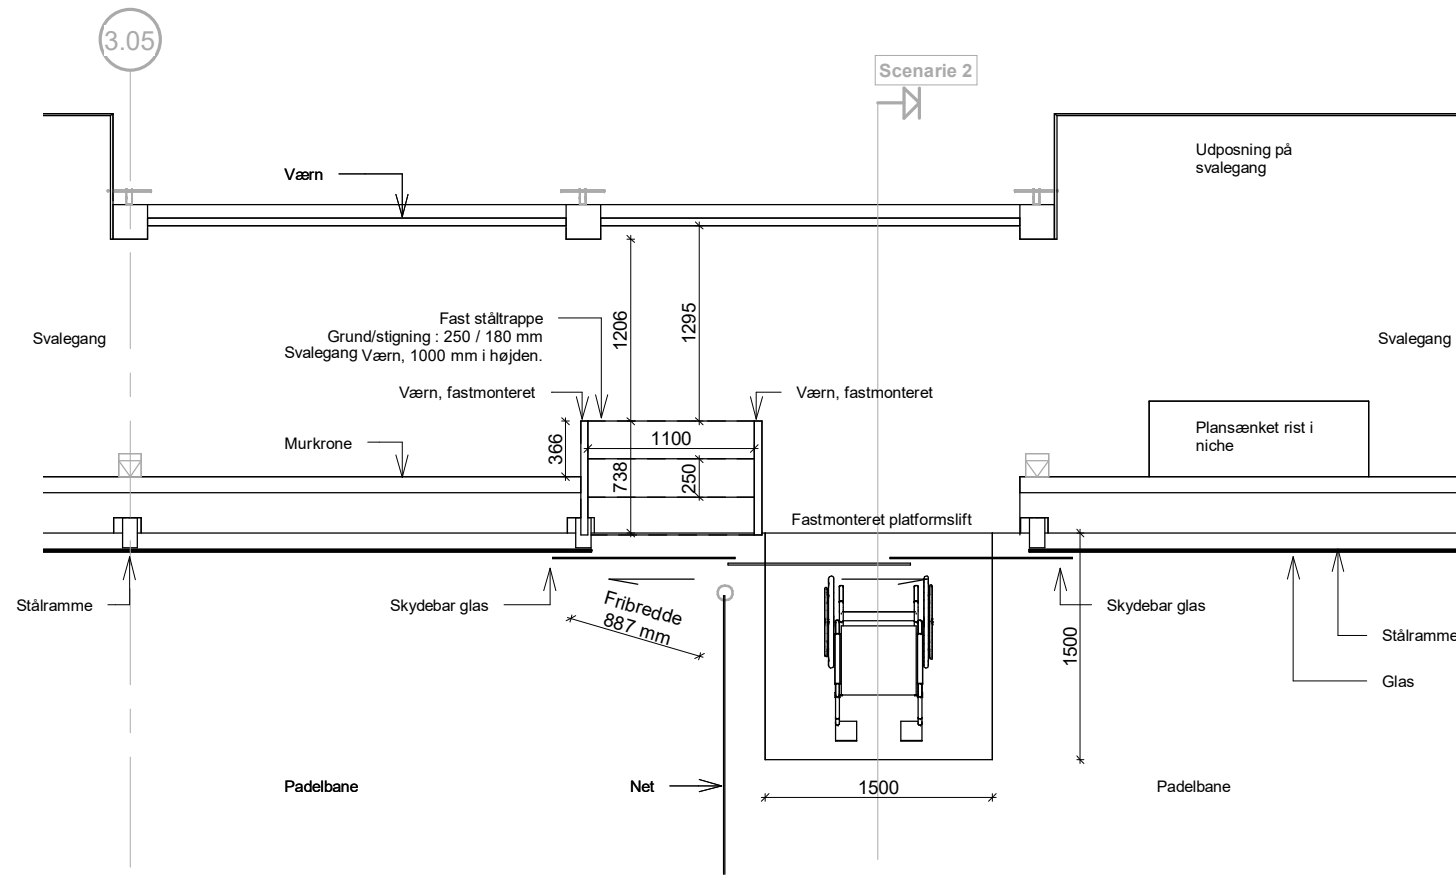 3.05
Scenarie 2
Udposning på
svalegang
Værn
1206
1295
Fast ståltrappe
Grund/stigning : 250 / 180 mm
Værn, 1000 mm i højden.
Svalegang
Svalegang
Svalegang
Værn, fastmonteret
Værn, fastmonteret
Murkrone
366
1100
738
250
Plansænket rist i
niche
Fastmonteret platformslift
Stålramme
Skydebar glas
Fribredde
887 mm
Skydebar glas
1500
Stålramme
Glas
Padelbane
Net
1500
Padelbane